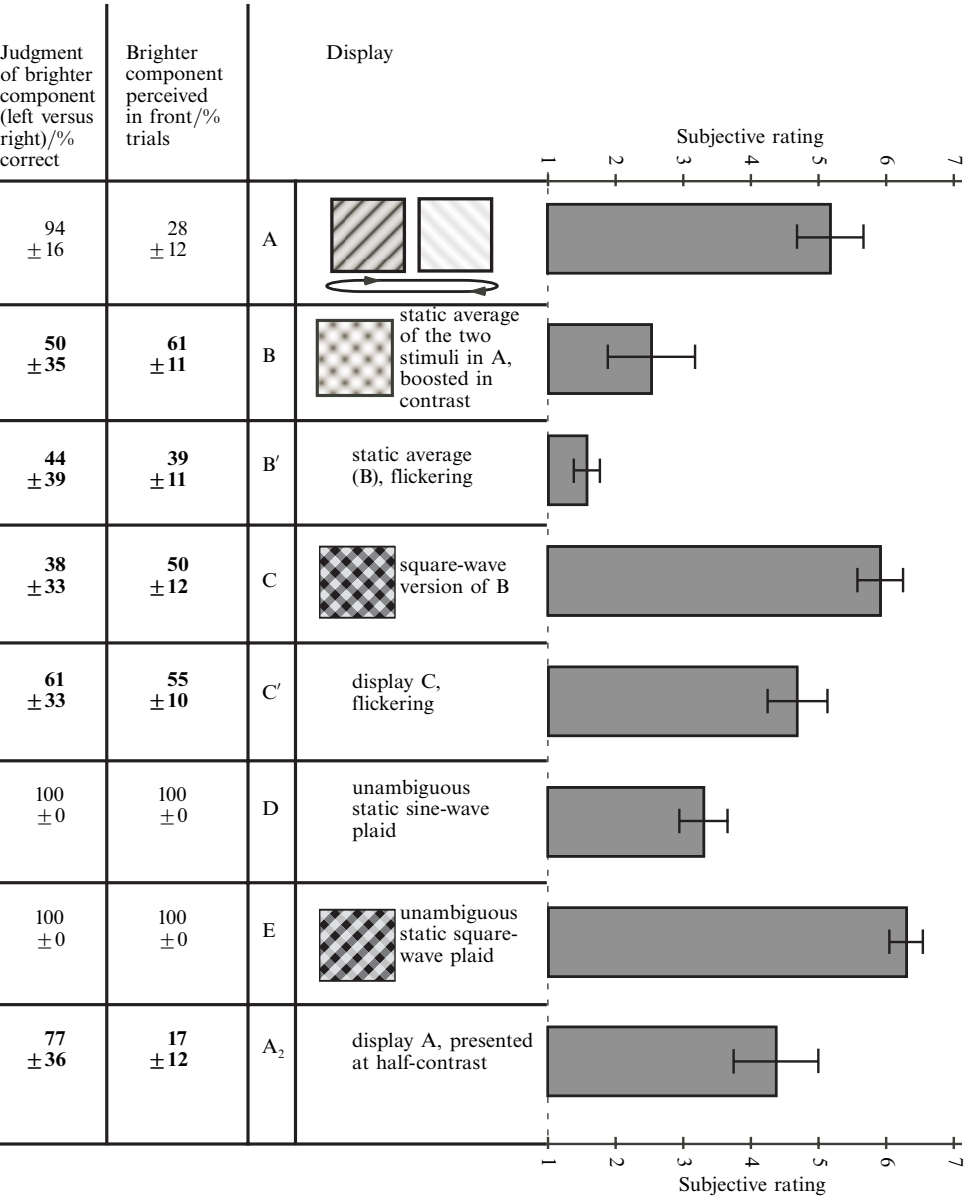 Judgment
of brighter
component
(left versus
right)/%
correct
Brighter
component
perceived
in front/%
trials
Display
Subjective rating
1 2 3 4 5 6 7
94
±16
28
±12
A
50
±35
61
±11
B
static average
of the two
stimuli in A,
boosted in
contrast
44
±39
39
±11
B′
static average
(B), flickering
38
±33
50
±12
C
square-wave
version of B
61
±33
55
±10
C′
display C,
flickering
100
±0
100
±0
D
unambiguous
static sine-wave
plaid
100
±0
100
±0
E
unambiguous
static square-
wave plaid
77
±36
17
±12
A₂
display A, presented
at half-contrast
1 2 3 4 5 6 7
Subjective rating